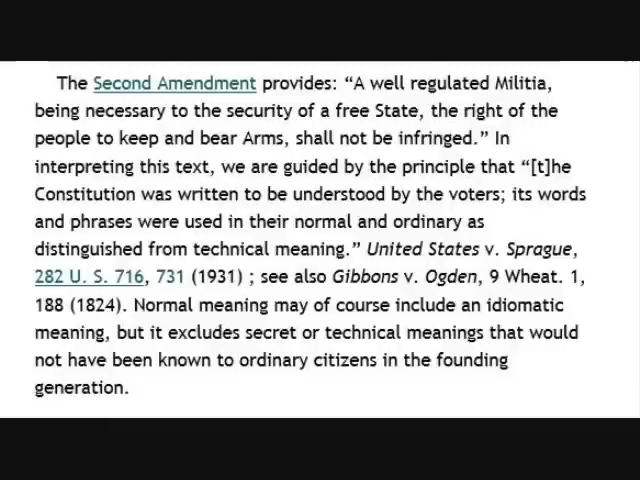 The Second Amendment provides: “A well regulated Militia,
being necessary to the security of a free State, the right of the
people to keep and bear Arms, shall not be infringed.” In
interpreting this text, we are guided by the principle that “[t]he
Constitution was written to be understood by the voters; its words
and phrases were used in their normal and ordinary as
distinguished from technical meaning.” United States v. Sprague,
282 U. S. 716, 731 (1931) ; see also Gibbons v. Ogden, 9 Wheat. 1,
188 (1824). Normal meaning may of course include an idiomatic
meaning, but it excludes secret or technical meanings that would
not have been known to ordinary citizens in the founding
generation.